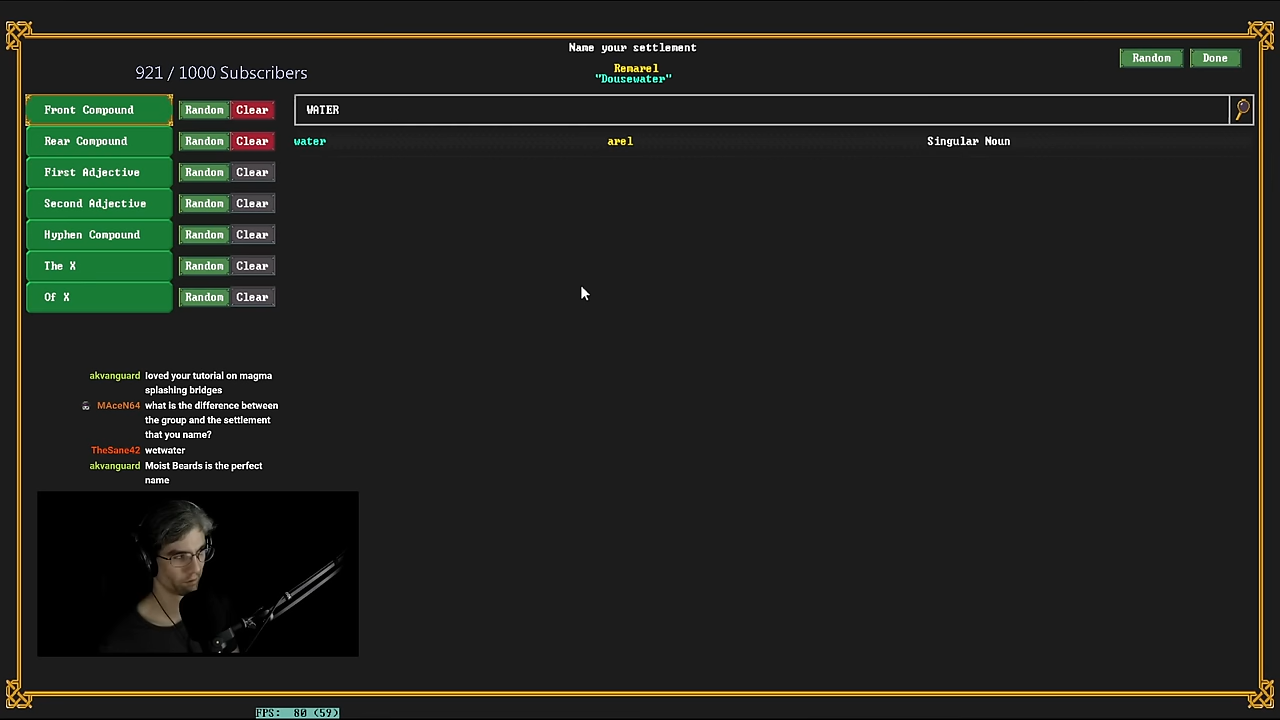 Name your settlement
Remarel
"Dousewater"
Random Done
921 / 1000 Subscribers
Front Compound Random Clear WATER
Rear Compound Random Clear water arel Singular Noun
First Adjective Random Clear
Second Adjective Random Clear
Hyphen Compound Random Clear
The X Random Clear
Of X Random Clear
akvanguard loved your tutorial on magma
splashing bridges
MAceN64 what is the difference between
the group and the settlement
that you name?
TheSane42 wetwater
akvanguard Moist Beards is the perfect
name
FPS: 80 (59)